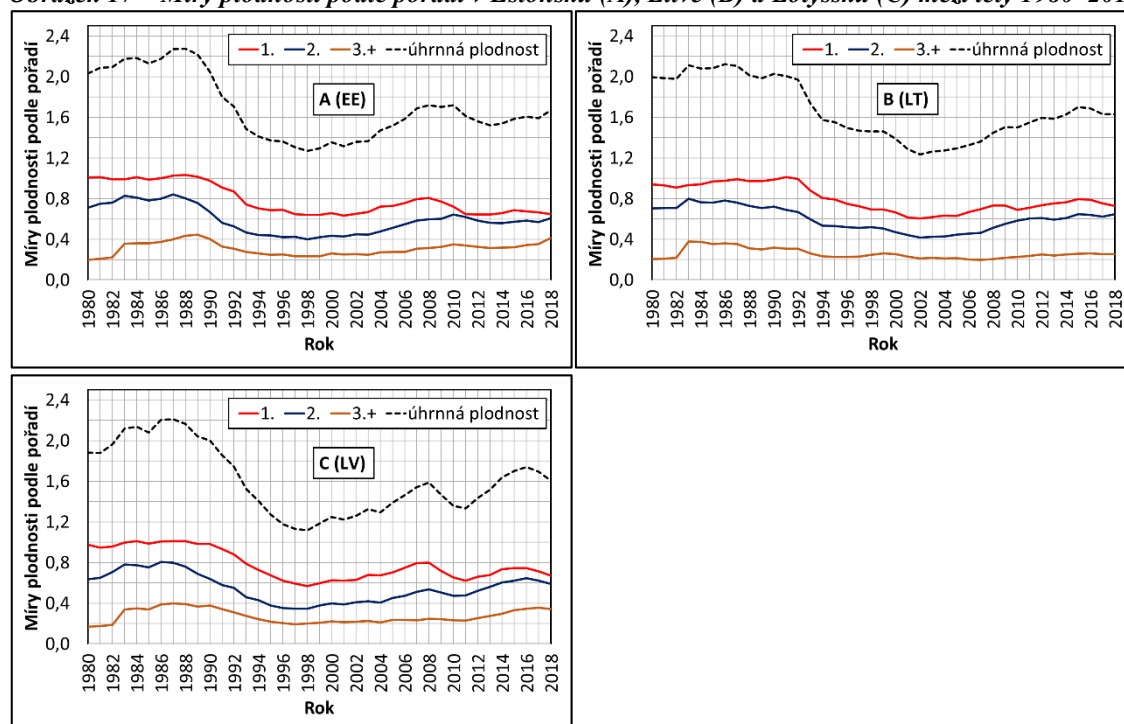 Obrázek 17 – Míry plodnosti podle pořadí v Estonsku (A), Litvě (B) a Lotyšsku (C) mezi lety 1980–201
Míry plodnosti podle pořadí
2,4
2,0
1,6
1,2
0,8
0,4
0,0
1. 2. 3.+ úhrnná plodnost
A (EE)
1980 1982 1984 1986 1988 1990 1992 1994 1996 1998 2000 2002 2004 2006 2008 2010 2012 2014 2016 2018
Rok
Míry plodnosti podle pořadí
2,4
2,0
1,6
1,2
0,8
0,4
0,0
1. 2. 3.+ úhrnná plodnost
B (LT)
1980 1982 1984 1986 1988 1990 1992 1994 1996 1998 2000 2002 2004 2006 2008 2010 2012 2014 2016 2018
Rok
Míry plodnosti podle pořadí
2,4
2,0
1,6
1,2
0,8
0,4
0,0
1. 2. 3.+ úhrnná plodnost
C (LV)
1980 1982 1984 1986 1988 1990 1992 1994 1996 1998 2000 2002 2004 2006 2008 2010 2012 2014 2016 2018
Rok